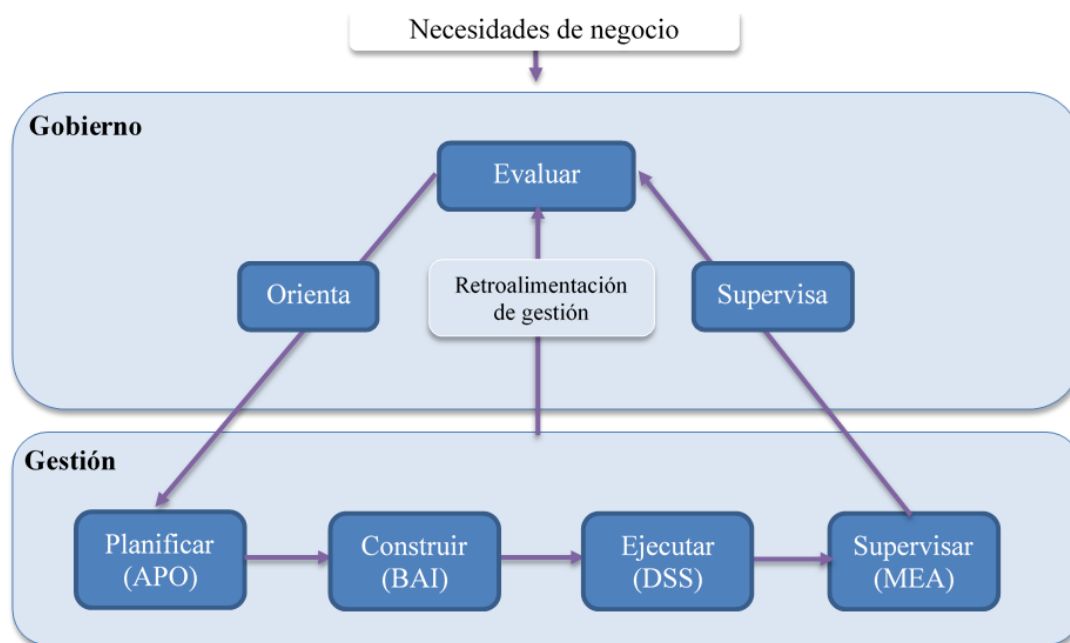 Necesidades de negocio
Gobierno
Evaluar
Orienta
Retroalimentación
de gestión
Supervisa
Gestión
Planificar
(APO)
Construir
(BAI)
Ejecutar
(DSS)
Supervisar
(MEA)